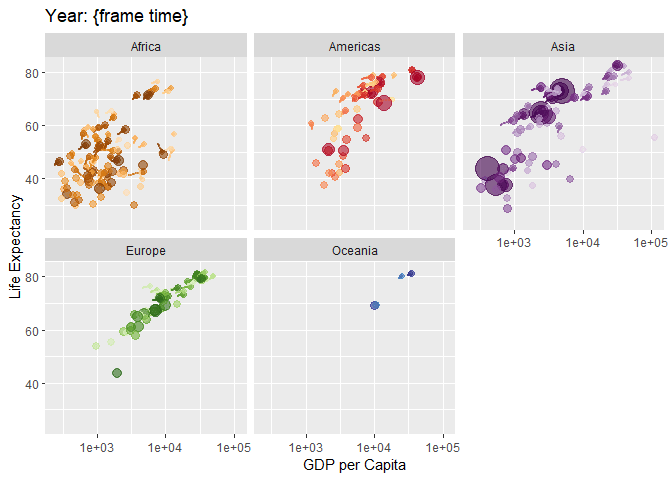 Year: {frame time}
Africa
Americas
Asia
80
60
40
1e+03
1e+04
1e+05
Life Expectancy
Europe
Oceania
80
60
40
1e+03
1e+04
1e+05
1e+03
1e+04
1e+05
GDP per Capita